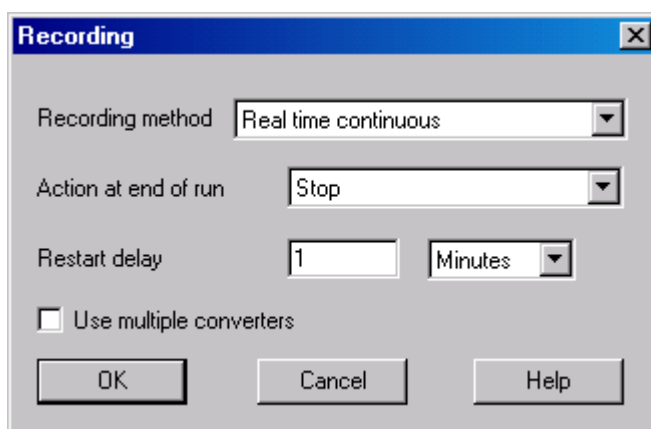 Recording
Recording method Real time continuous
Action at end of run Stop
Restart delay 1 Minutes
Use multiple converters
OK Cancel Help